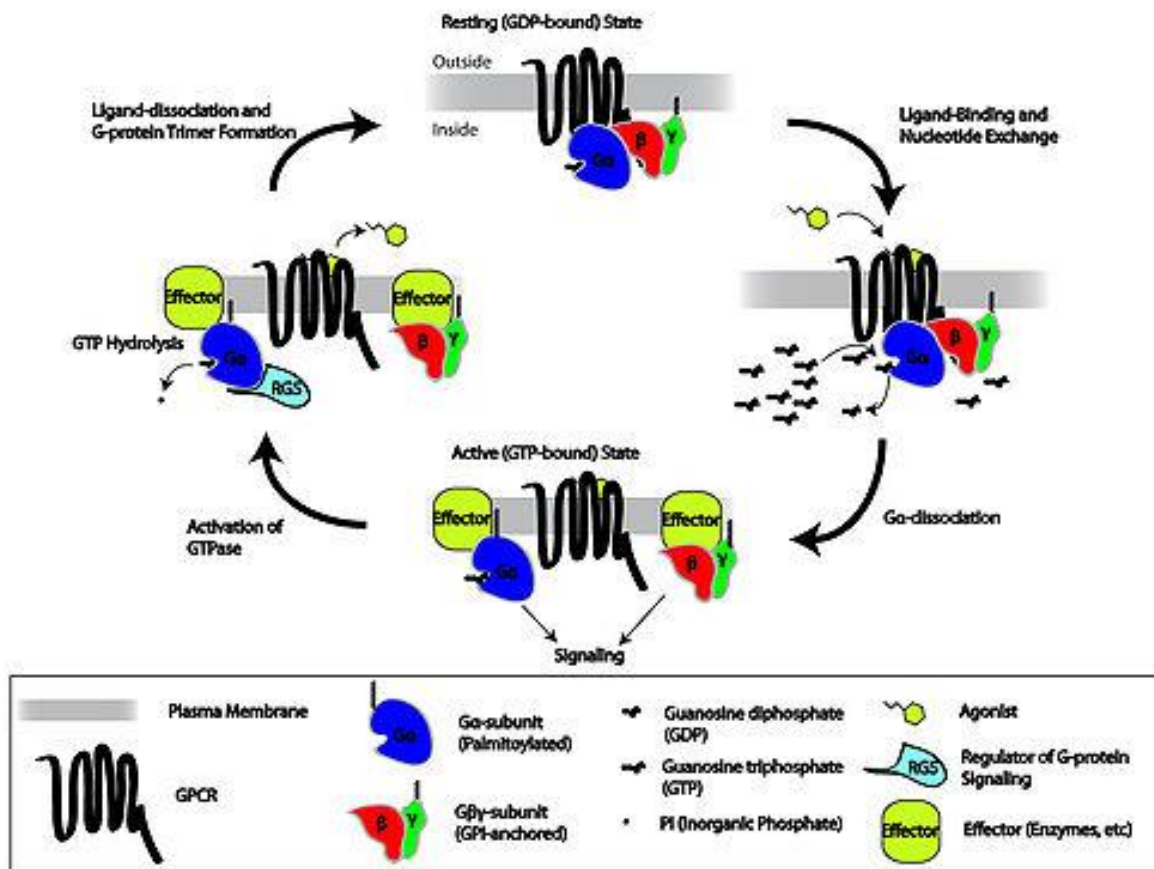 Resting (GDP-bound) State
Outside
Inside
Gα
β
γ
Ligand-dissociation and
G-protein Trimer Formation
Ligand-Binding and
Nucleotide Exchange
Effector
Gα
RGS
GTP Hydrolysis
Effector
β
γ
Gα
β
γ
Active (GTP-bound) State
Effector
Gα
Effector
β
γ
Activation of
GTPase
Gα-dissociation
Signaling
Plasma Membrane
GPCR
Gα
Gα-subunit
(Palmitoylated)
β
γ
Gβγ-subunit
(GPI-anchored)
Guanosine diphosphate
(GDP)
Guanosine triphosphate
(GTP)
Pi (Inorganic Phosphate)
Agonist
RGS
Regulator of G-protein
Signaling
Effector
Effector (Enzymes, etc)